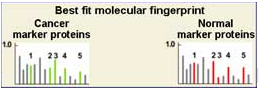 Best fit molecular fingerprint
Cancer
marker proteins
Normal
marker proteins
1.0
1 2 3 4 5
1.0
1 2 3 4 5